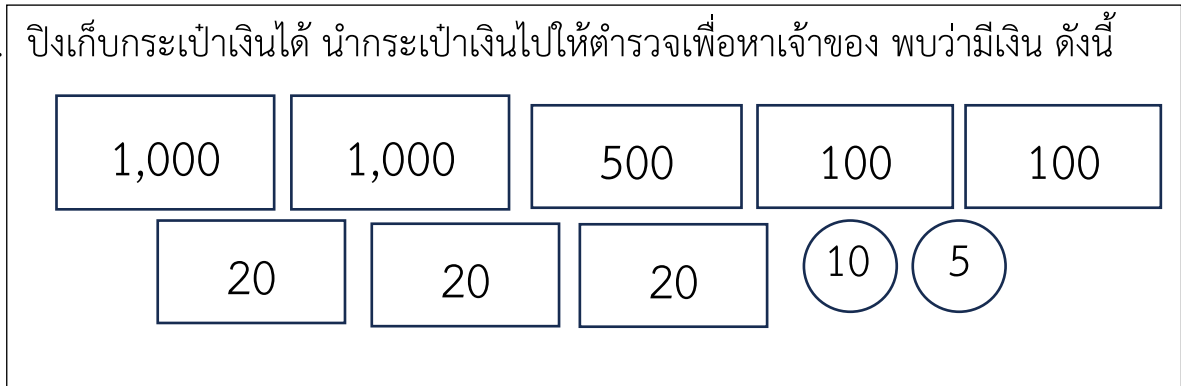 . ปิงเก็บกระเป๋าเงินได้ นำกระเป๋าเงินไปให้ตำรวจเพื่อหาเจ้าของ พบว่ามีเงิน ดังนี้
1,000 1,000 500 100 100
20 20 20 10 5